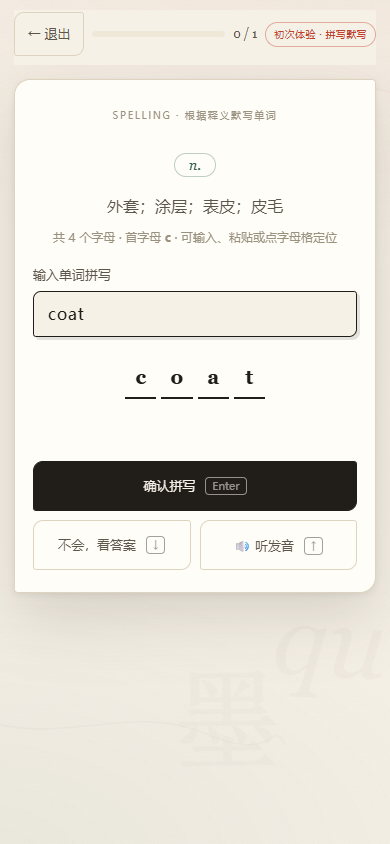 ← 退出
0 / 1
初次体验 · 拼写默写
SPELLING · 根据释义默写单词
n.
外套；涂层；表皮；皮毛
共 4 个字母 · 首字母 c · 可输入、粘贴或点字母格定位
输入单词拼写
coat
c o a t
确认拼写 Enter
不会，看答案 ↓
听发音 ↑
qu
墨